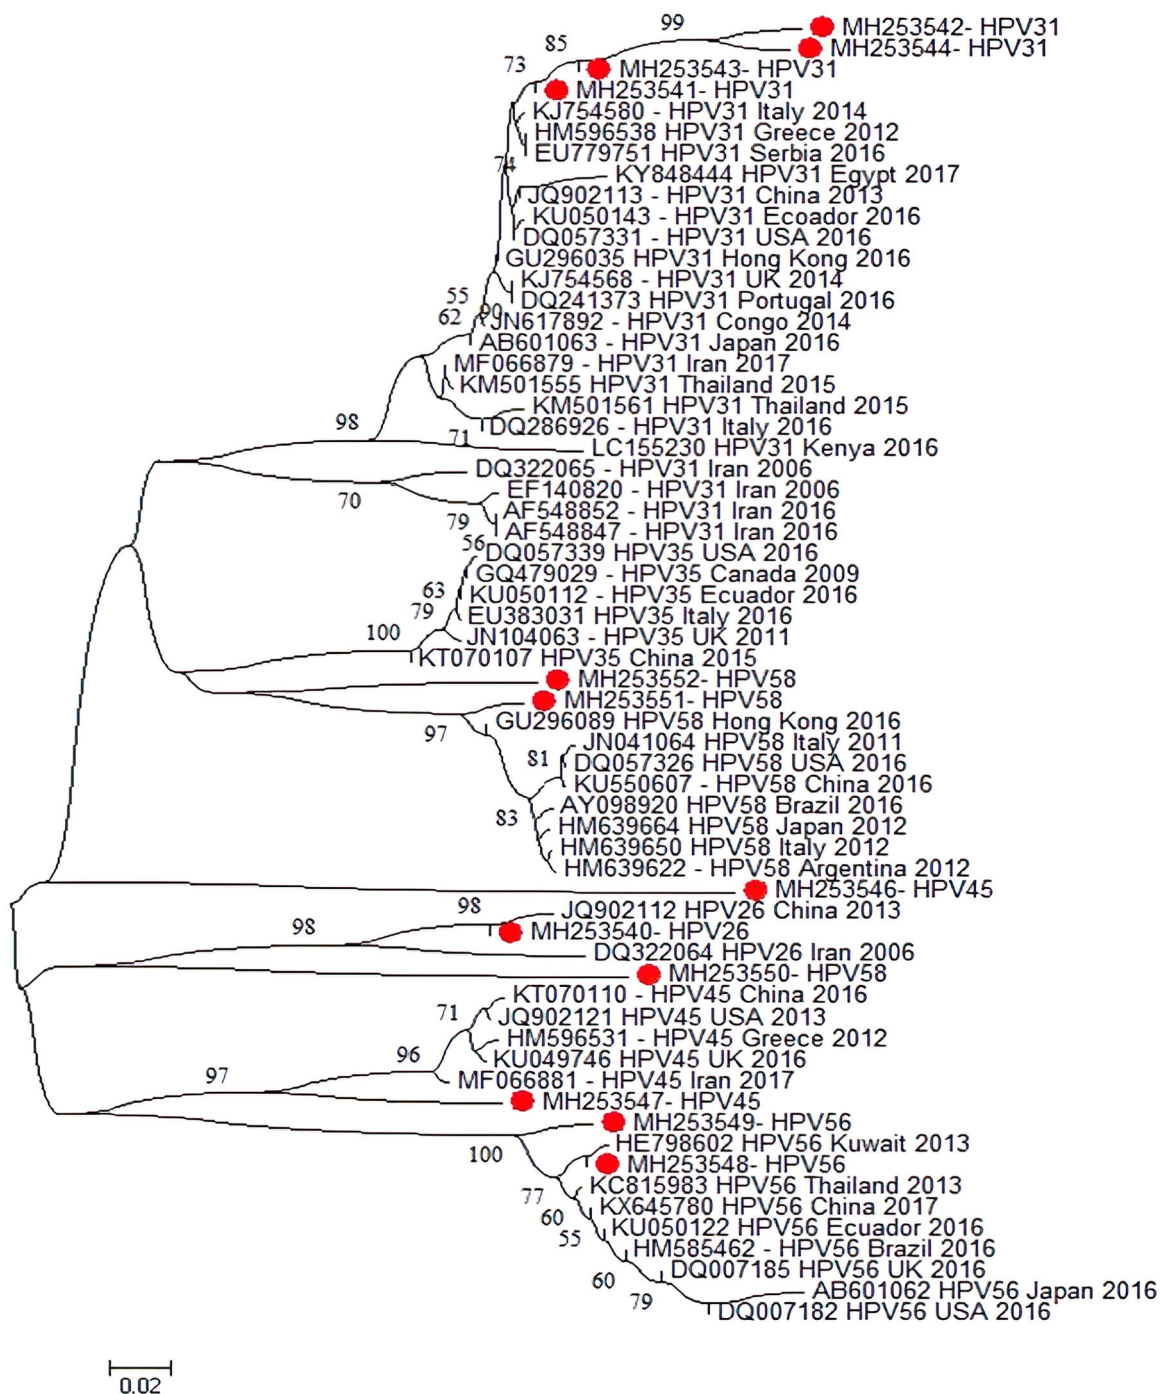 99
MH253542- HPV31
MH253544- HPV31
85
MH253543- HPV31
73
MH253541- HPV31
KJ754580 - HPV31 Italy 2014
HM596538 HPV31 Greece 2012
EU779751 HPV31 Serbia 2016
74
KY848444 HPV31 Egypt 2017
JQ902113 - HPV31 China 2013
KU050143 - HPV31 Ecoador 2016
DQ057331 - HPV31 USA 2016
GU296035 HPV31 Hong Kong 2016
KJ754568 - HPV31 UK 2014
55
DQ241373 HPV31 Portugal 2016
62
90
JN617892 - HPV31 Congo 2014
AB601063 - HPV31 Japan 2016
MF066879 - HPV31 Iran 2017
KM501555 HPV31 Thailand 2015
KM501561 HPV31 Thailand 2015
98
DQ286926 - HPV31 Italy 2016
71
LC155230 HPV31 Kenya 2016
DQ322065 - HPV31 Iran 2006
70
EF140820 - HPV31 Iran 2006
AF548852 - HPV31 Iran 2016
79
AF548847 - HPV31 Iran 2016
56
DQ057339 HPV35 USA 2016
GQ479029 - HPV35 Canada 2009
63
KU050112 - HPV35 Ecuador 2016
79
EU383031 HPV35 Italy 2016
100
JN104063 - HPV35 UK 2011
KT070107 HPV35 China 2015
MH253552- HPV58
MH253551- HPV58
97
GU296089 HPV58 Hong Kong 2016
JN041064 HPV58 Italy 2011
81
DQ057326 HPV58 USA 2016
KU550607 - HPV58 China 2016
AY098920 HPV58 Brazil 2016
83
HM639664 HPV58 Japan 2012
HM639650 HPV58 Italy 2012
HM639622 - HPV58 Argentina 2012
MH253546- HPV45
98
JQ902112 HPV26 China 2013
98
MH253540- HPV26
DQ322064 HPV26 Iran 2006
MH253550- HPV58
KT070110 - HPV45 China 2016
71
JQ902121 HPV45 USA 2013
HM596531 - HPV45 Greece 2012
96
KU049746 HPV45 UK 2016
97
MF066881 - HPV45 Iran 2017
MH253547- HPV45
MH253549- HPV56
100
HE798602 HPV56 Kuwait 2013
MH253548- HPV56
77
KC815983 HPV56 Thailand 2013
60
KX645780 HPV56 China 2017
55
KU050122 HPV56 Ecuador 2016
HM585462 - HPV56 Brazil 2016
60
DQ007185 HPV56 UK 2016
79
AB601062 HPV56 Japan 2016
DQ007182 HPV56 USA 2016
0.02